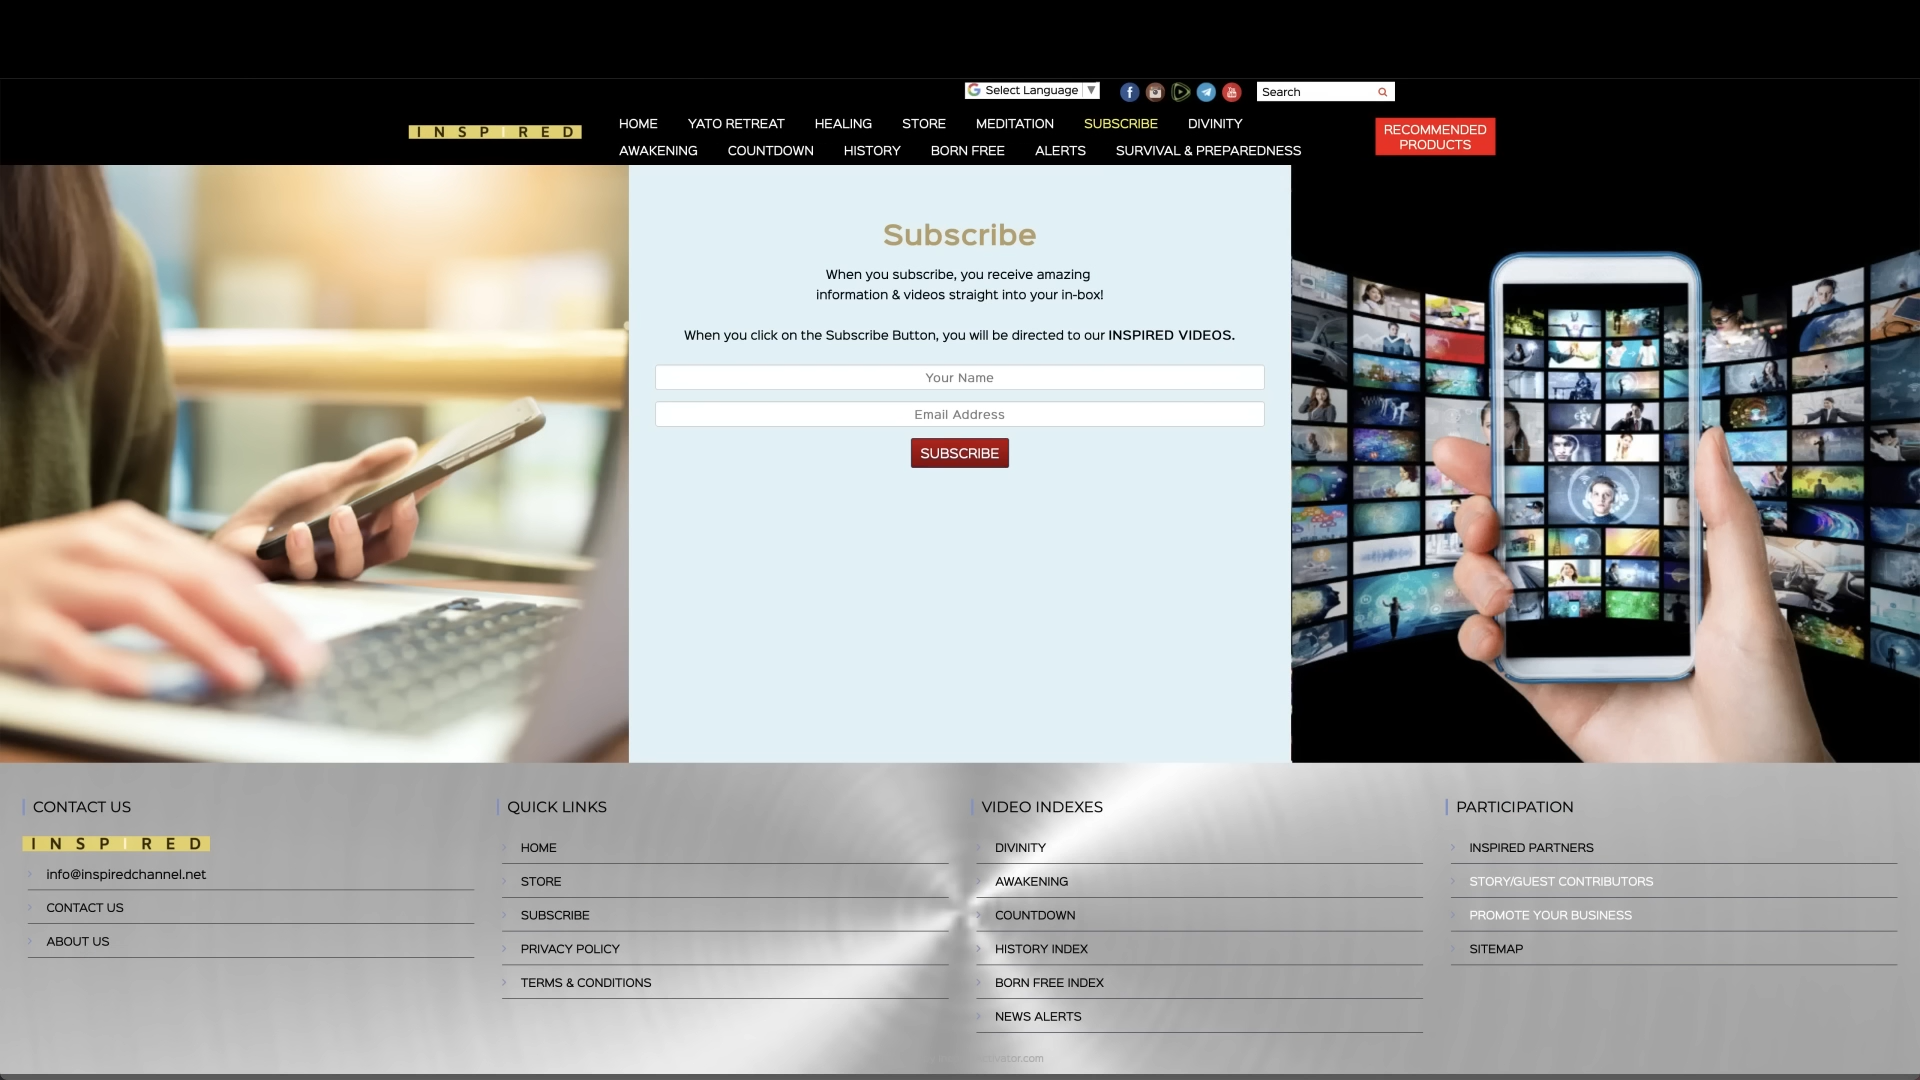 Select Language ▼
Search
INSPIRED
HOME YATO RETREAT HEALING STORE MEDITATION SUBSCRIBE DIVINITY
AWAKENING COUNTDOWN HISTORY BORN FREE ALERTS SURVIVAL & PREPAREDNESS
RECOMMENDED
PRODUCTS
Subscribe
When you subscribe, you receive amazing
information & videos straight into your in-box!
When you click on the Subscribe Button, you will be directed to our INSPIRED VIDEOS.
Your Name
Email Address
SUBSCRIBE
CONTACT US
INSPIRED
info@inspiredchannel.net
CONTACT US
ABOUT US
QUICK LINKS
HOME
STORE
SUBSCRIBE
PRIVACY POLICY
TERMS & CONDITIONS
VIDEO INDEXES
DIVINITY
AWAKENING
COUNTDOWN
HISTORY INDEX
BORN FREE INDEX
NEWS ALERTS
PARTICIPATION
INSPIRED PARTNERS
STORY/GUEST CONTRIBUTORS
PROMOTE YOUR BUSINESS
SITEMAP